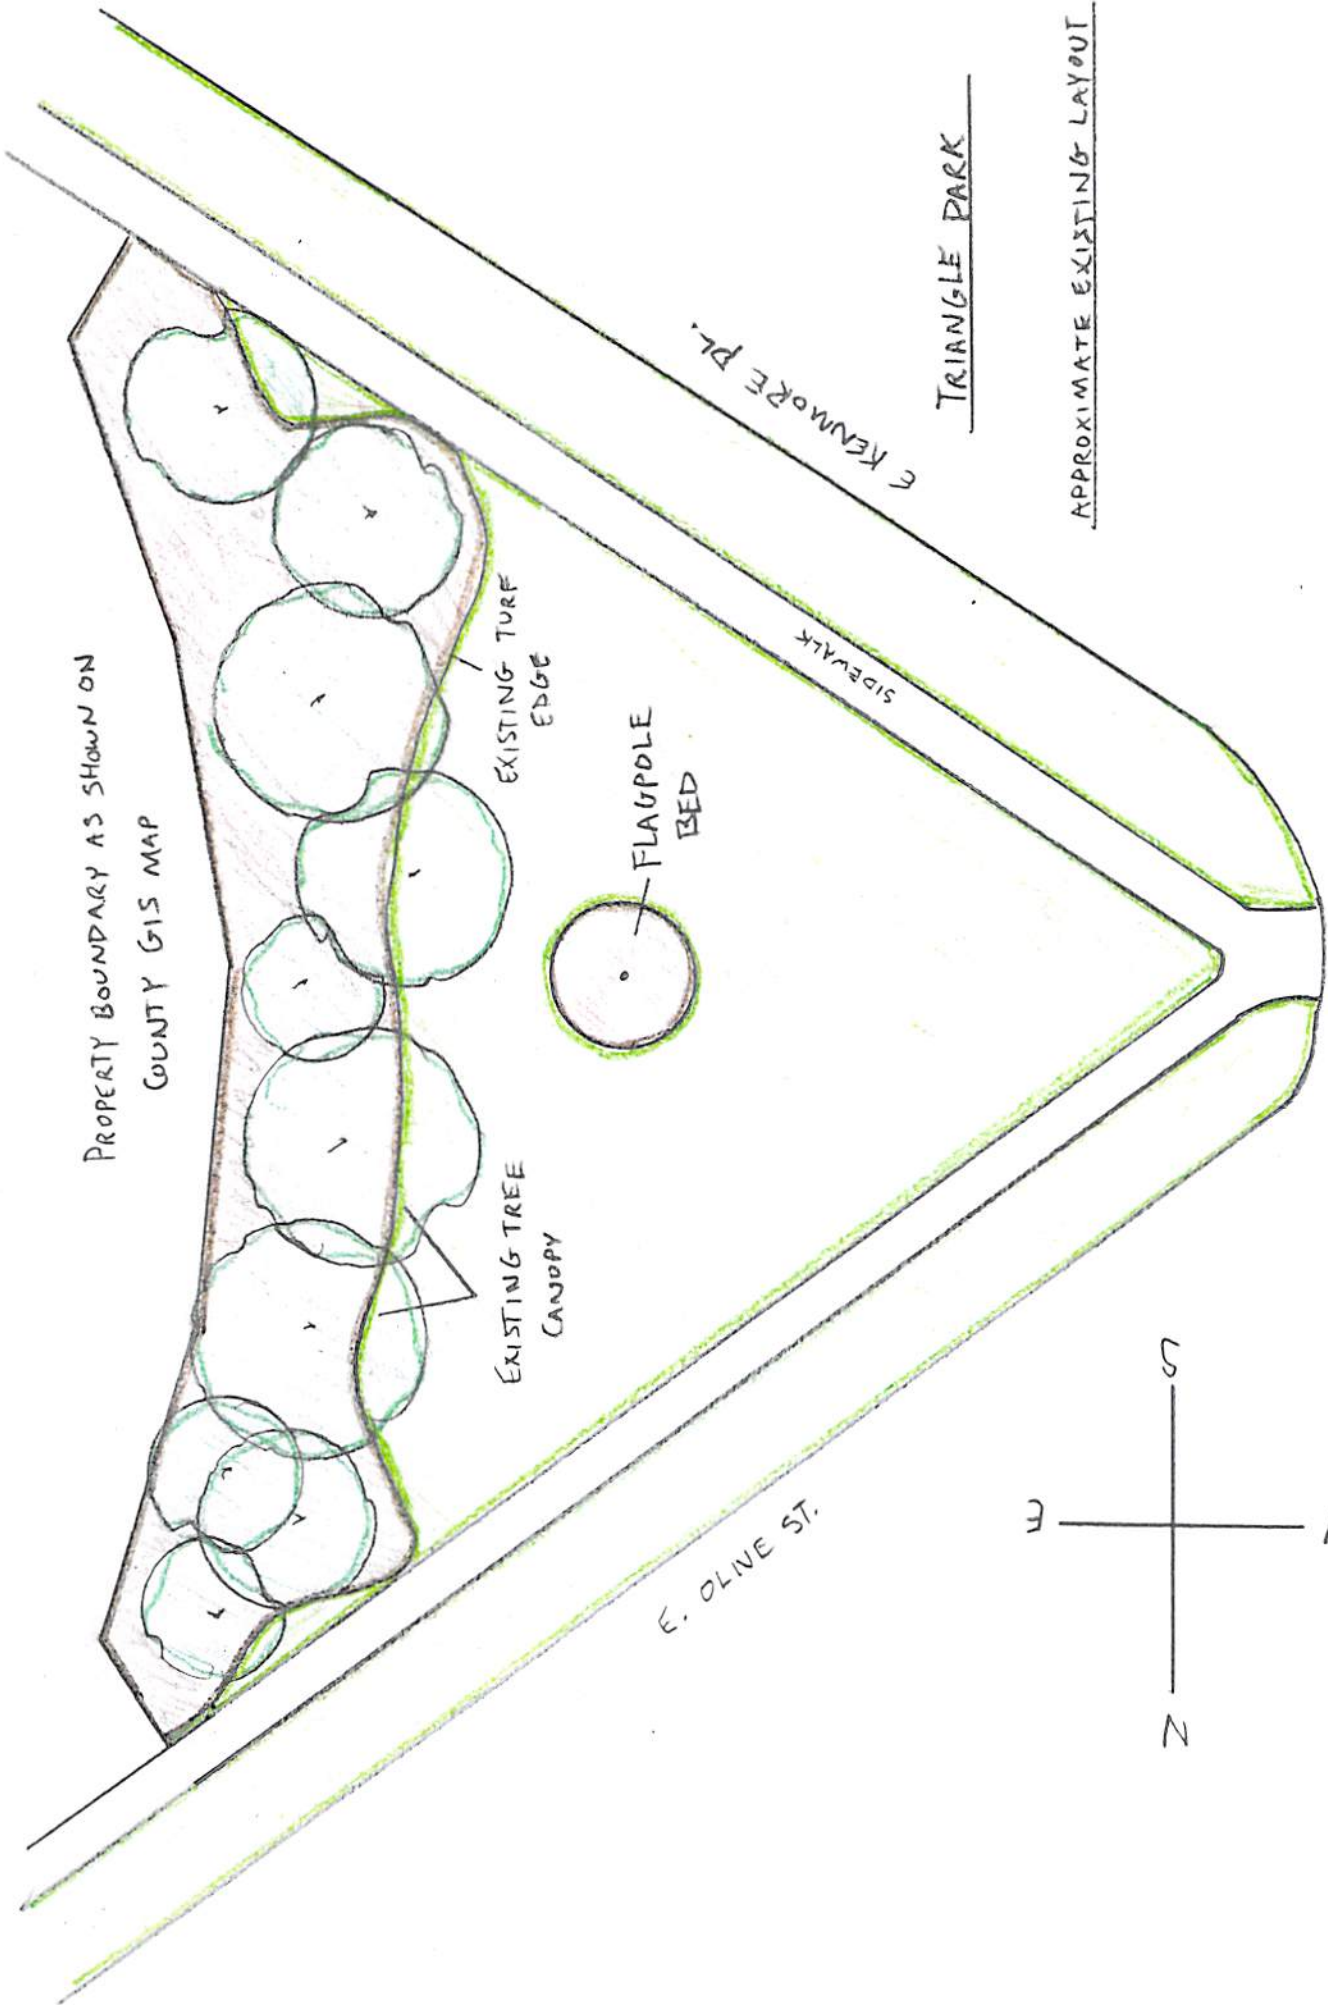 PROPERTY BOUNDARY AS SHOWN ON
COUNTY GIS MAP
EXISTING TREE
CANOPY
EXISTING TURF
EDGE
FLAGPOLE
BED
SIDEWALK
E KENMORE PL.
E. OLIVE ST.
TRIANGLE PARK
APPROXIMATE EXISTING LAYOUT
N
E
S